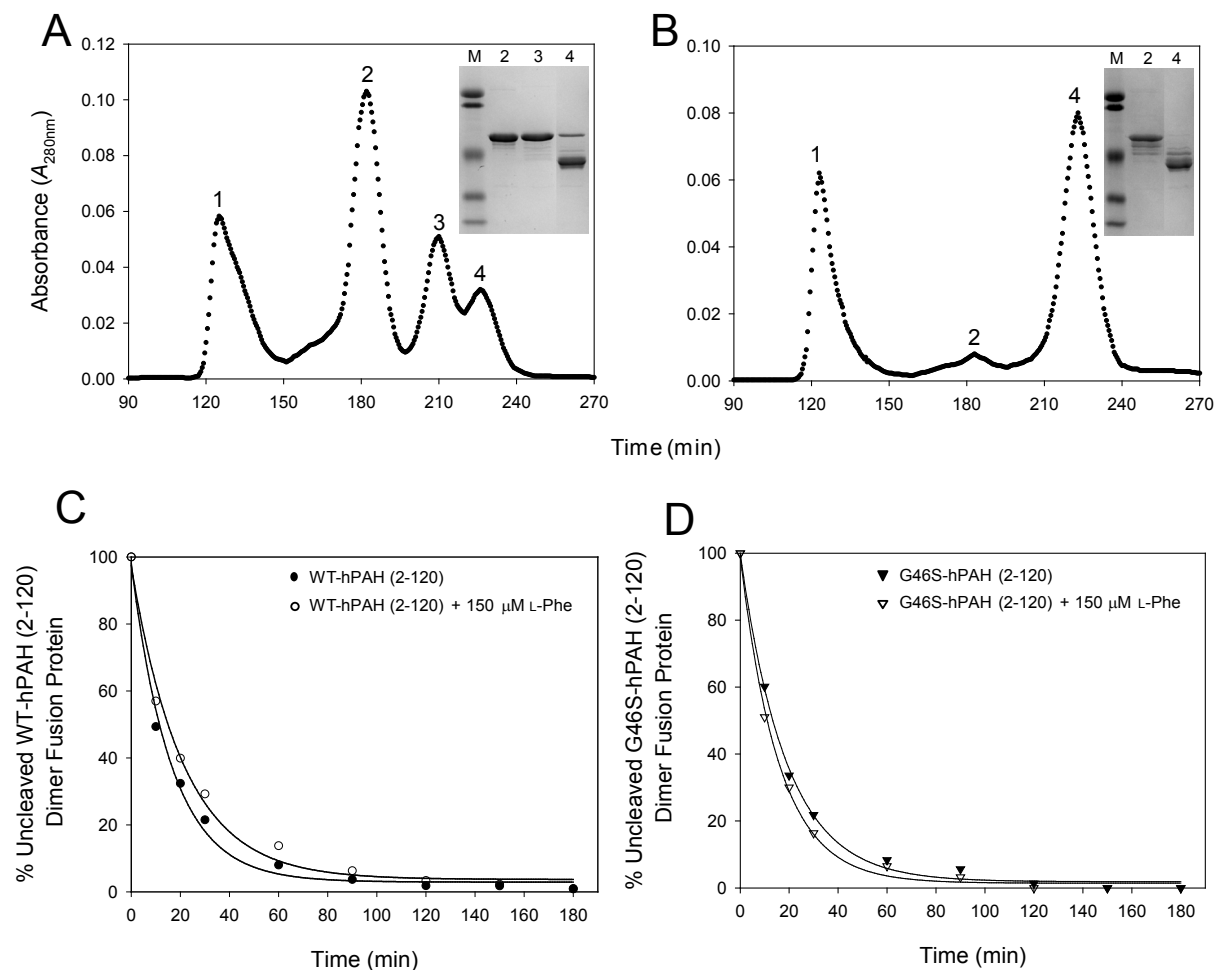 A
B
0.12
0.10
0.08
0.06
0.04
0.02
0.00
Absorbance (A280nm)
90 120 150 180 210 240 270
1
2
3
4
M 2 3 4
0.10
0.08
0.06
0.04
0.02
0.00
90 120 150 180 210 240 270
1
2
4
M 2 4
Time (min)
C
D
% Uncleaved WT-hPAH (2-120)
Dimer Fusion Protein
100
80
60
40
20
0
WT-hPAH (2-120)
WT-hPAH (2-120) + 150 μM L-Phe
0 20 40 60 80 100 120 140 160 180
Time (min)
% Uncleaved G46S-hPAH (2-120)
Dimer Fusion Protein
100
80
60
40
20
0
G46S-hPAH (2-120)
G46S-hPAH (2-120) + 150 μM L-Phe
0 20 40 60 80 100 120 140 160 180
Time (min)